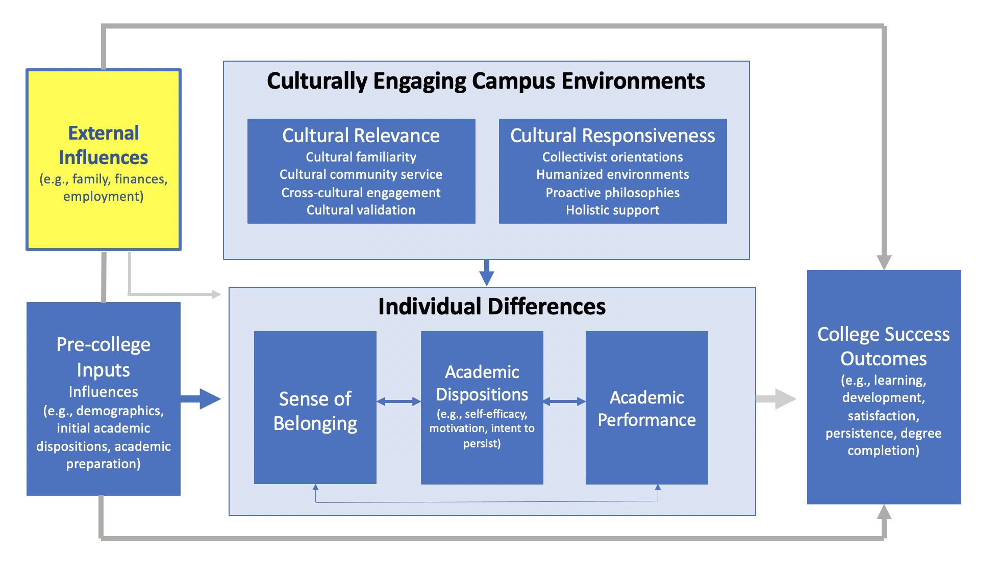 Culturally Engaging Campus Environments
External
Influences
(e.g., family, finances,
employment)
Cultural Relevance
Cultural familiarity
Cultural community service
Cross-cultural engagement
Cultural validation
Cultural Responsiveness
Collectivist orientations
Humanized environments
Proactive philosophies
Holistic support
Pre-college
Inputs
Influences
(e.g., demographics,
initial academic
dispositions, academic
preparation)
Individual Differences
Sense of
Belonging
Academic
Dispositions
(e.g., self-efficacy,
motivation, intent to
persist)
Academic
Performance
College Success
Outcomes
(e.g., learning,
development,
satisfaction,
persistence, degree
completion)